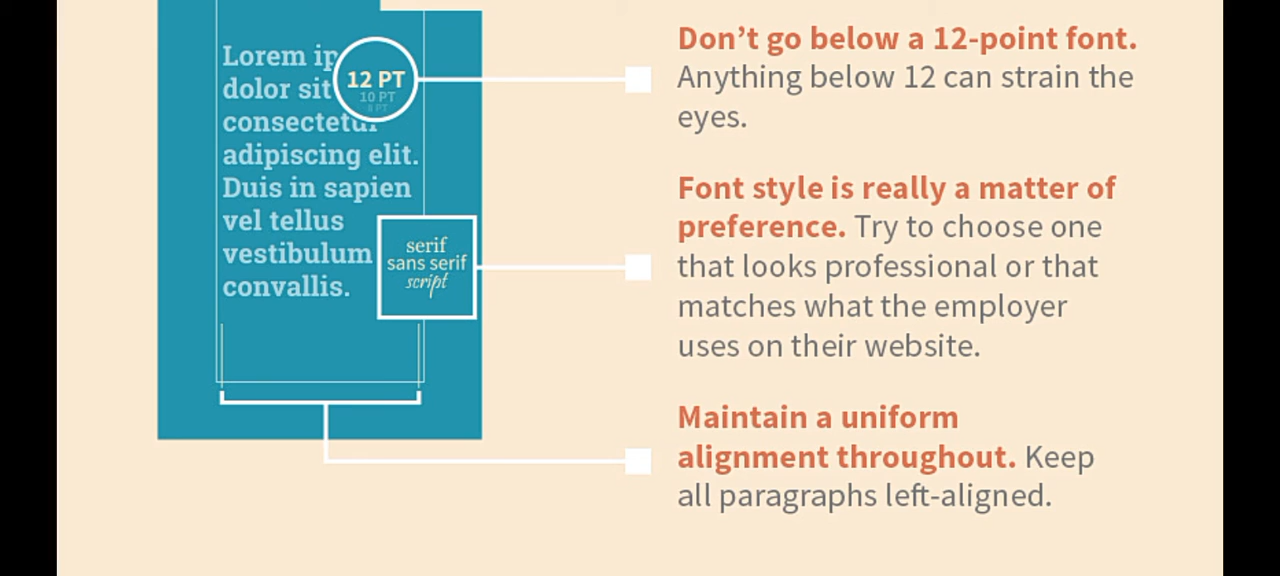 Lorem ip
dolor sit
consectetur
adipiscing elit.
Duis in sapien
vel tellus
vestibulum
convallis.
12 PT
10 PT
8 PT
serif
sans serif
script
Don’t go below a 12-point font.
Anything below 12 can strain the
eyes.
Font style is really a matter of
preference. Try to choose one
that looks professional or that
matches what the employer
uses on their website.
Maintain a uniform
alignment throughout. Keep
all paragraphs left-aligned.